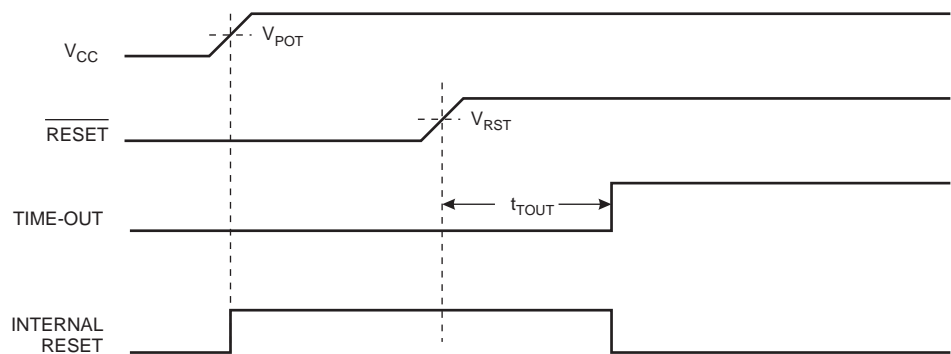 V_CC
V_POT
RESET
V_RST
TIME-OUT
t_TOUT
INTERNAL
RESET